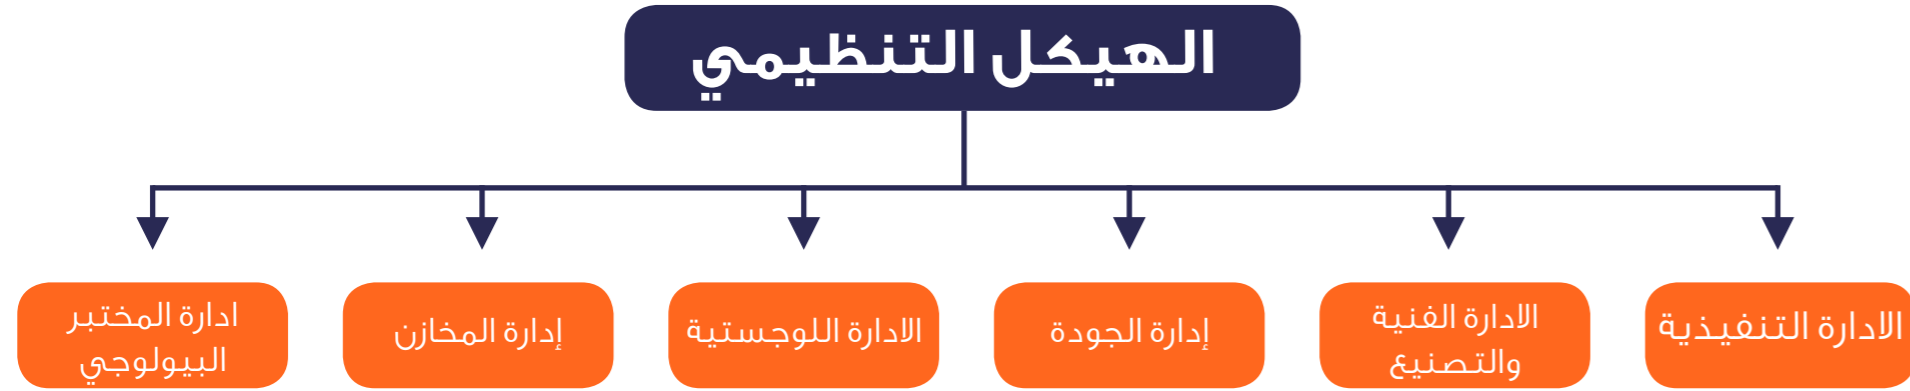 الهيكل التنظيمي
الادارة التنفيذية
الادارة الفنية
والتصنيع
إدارة الجودة
الادارة اللوجستية
إدارة المخازن
ادارة المختبر
البيولوجي